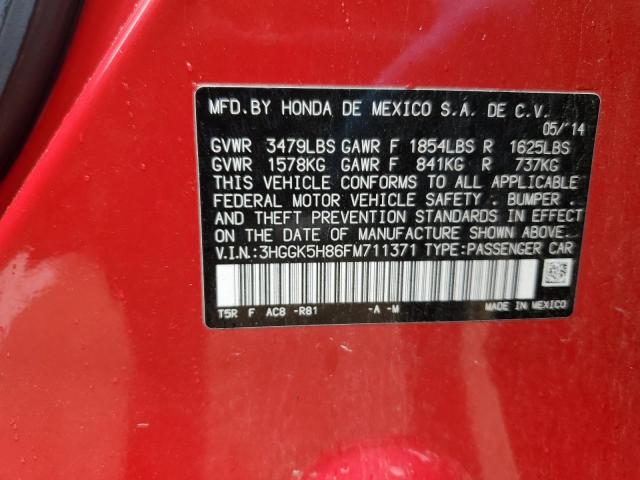 MFD.BY HONDA DE MEXICO S.A. DE C.V.
05/'14
GVWR 3479LBS GAWR F 1854LBS R 1625LBS
GVWR 1578KG GAWR F 841KG R 737KG
THIS VEHICLE CONFORMS TO ALL APPLICABLE
FEDERAL MOTOR VEHICLE SAFETY . BUMPER .
AND THEFT PREVENTION STANDARDS IN EFFECT
ON THE DATE OF MANUFACTURE SHOWN ABOVE.
V.I.N.:3HGGK5H86FM711371 TYPE:PASSENGER CAR
T5R F AC8 -R81 -A -M MADE IN MEXICO